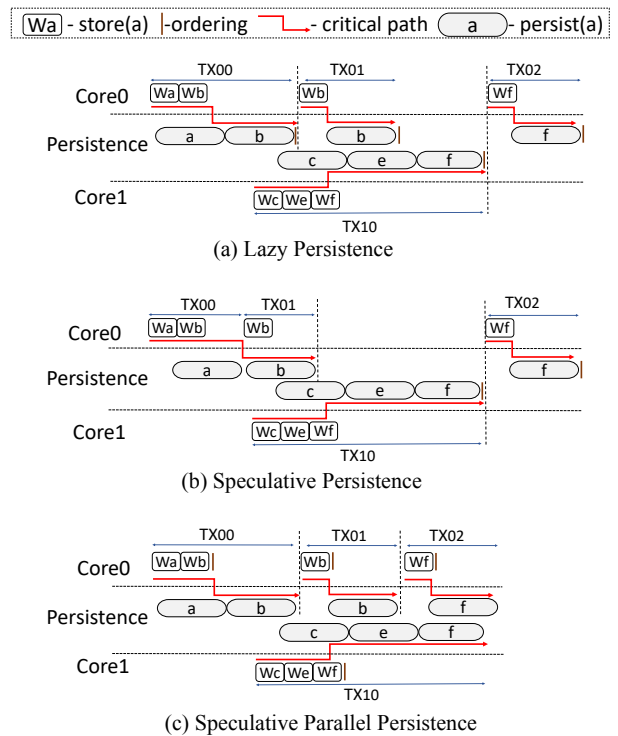 Wa - store(a) -ordering - critical path a - persist(a)
TX00 TX01 TX02
Core0 Wa Wb Wb Wf
Persistence a b b f
c e f
Core1 Wc We Wf
TX10
(a) Lazy Persistence
TX00 TX01 TX02
Core0 Wa Wb Wb Wf
Persistence a b f
c e f
Core1 Wc We Wf
TX10
(b) Speculative Persistence
TX00 TX01 TX02
Core0 Wa Wb Wb Wf
Persistence a b b f
c e f
Core1 Wc We Wf
TX10
(c) Speculative Parallel Persistence